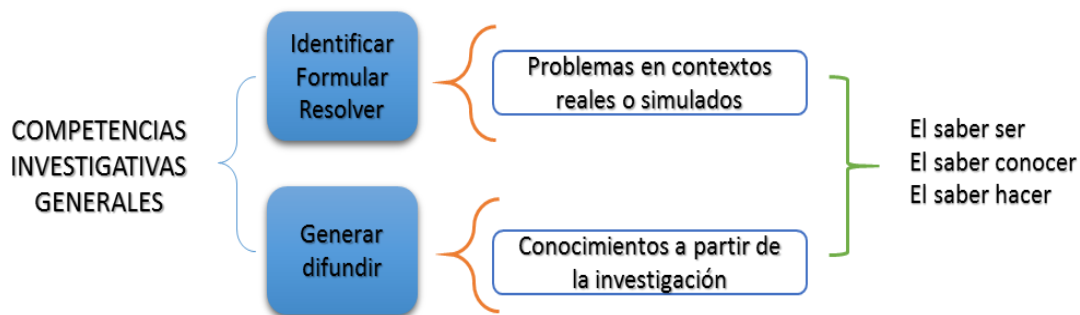 COMPETENCIAS
INVESTIGATIVAS
GENERALES
Identificar
Formular
Resolver
Problemas en contextos
reales o simulados
Generar
difundir
Conocimientos a partir de
la investigación
El saber ser
El saber conocer
El saber hacer